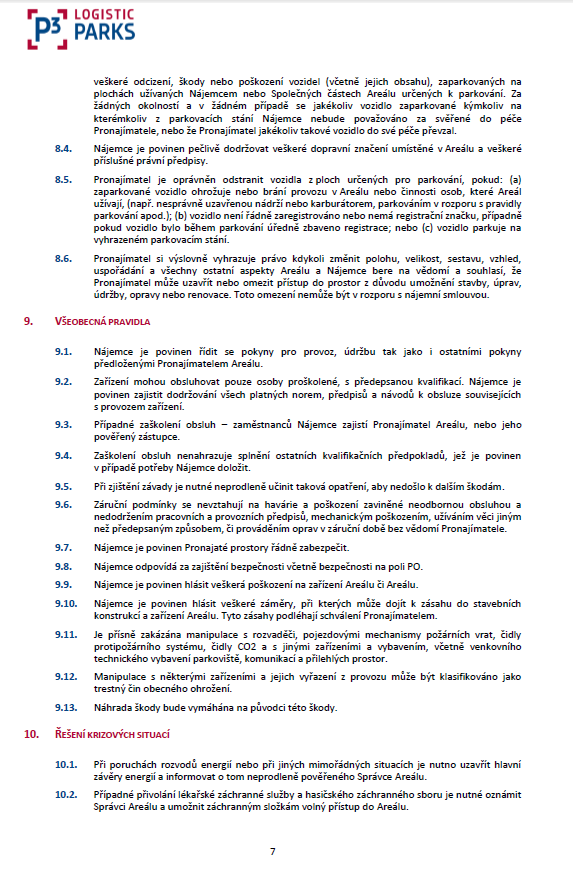 P3 LOGISTIC
PARKS
veškeré odcizení, škody nebo poškození vozidel (včetně jejich obsahu), zaparkovaných na
plochách užívaných Nájemcem nebo Společných částech Areálu určených k parkování. Za
žádných okolností a v žádném případě se jakékoliv vozidlo zaparkované kýmkoliv na
kterémkoliv z parkovacích stání Nájemce nebude považováno za svěřené do péče
Pronajímatele, nebo že Pronajímatel jakékoliv takové vozidlo do své péče převzal.
8.4. Nájemce je povinen pečlivě dodržovat veškeré dopravní značení umístěné v Areálu a veškeré
příslušné právní předpisy.
8.5. Pronajímatel je oprávněn odstranit vozidla z ploch určených pro parkování, pokud: (a)
zaparkované vozidlo ohrožuje nebo brání provozu v Areálu nebo činnosti osob, které Areál
užívají, (např. nesprávně uzavřenou nádrží nebo karburátorem, parkováním v rozporu s pravidly
parkování apod.); (b) vozidlo není řádně zaregistrováno nebo nemá registrační značku, případně
pokud vozidlo bylo během parkování úředně zbaveno registrace; nebo (c) vozidlo parkuje na
vyhrazeném parkovacím stání.
8.6. Pronajímatel si výslovně vyhrazuje právo kdykoli změnit polohu, velikost, sestavu, vzhled,
uspořádání a všechny ostatní aspekty Areálu a Nájemce bere na vědomí a souhlasí, že
Pronajímatel může uzavřít nebo omezit přístup do prostor z důvodu umožnění stavby, úprav,
údržby, opravy nebo renovace. Toto omezení nemůže být v rozporu s nájemní smlouvou.
9. VŠEOBECNÁ PRAVIDLA
9.1. Nájemce je povinen řídit se pokyny pro provoz, údržbu tak jako i ostatními pokyny
předloženými Pronajímatelem Areálu.
9.2. Zařízení mohou obsluhovat pouze osoby proškolené, s předepsanou kvalifikací. Nájemce je
povinen zajistit dodržování všech platných norem, předpisů a návodů k obsluze souvisejících
s provozem zařízení.
9.3. Případné zaškolení obsluh – zaměstnanců Nájemce zajistí Pronajímatel Areálu, nebo jeho
pověřený zástupce.
9.4. Zaškolení obsluh nenahrazuje splnění ostatních kvalifikačních předpokladů, jež je povinen
v případě potřeby Nájemce doložit.
9.5. Při zjištění závady je nutné neprodleně učinit taková opatření, aby nedošlo k dalším škodám.
9.6. Záruční podmínky se nevztahují na havárie a poškození zaviněné neodbornou obsluhou a
nedodržením pracovních a provozních předpisů, mechanickým poškozením, užíváním věci jiným
než předepsaným způsobem, či prováděním oprav v záruční době bez vědomí Pronajímatele.
9.7. Nájemce je povinen Pronajaté prostory řádně zabezpečit.
9.8. Nájemce odpovídá za zajištění bezpečnosti včetně bezpečnosti na poli PO.
9.9. Nájemce je povinen hlásit veškerá poškození na zařízení Areálu či Areálu.
9.10. Nájemce je povinen hlásit veškeré záměry, při kterých může dojít k zásahu do stavebních
konstrukcí a zařízení Areálu. Tyto zásahy podléhají schválení Pronajímatelem.
9.11. Je přísně zakázána manipulace s rozvaděči, pojezdovými mechanismy požárních vrat, čidly
protipožárního systému, čidly CO2 a s jinými zařízeními a vybavením, včetně venkovního
technického vybavení parkoviště, komunikací a přilehlých prostor.
9.12. Manipulace s některými zařízeními a jejich vyřazení z provozu může být klasifikováno jako
trestný čin obecného ohrožení.
9.13. Náhrada škody bude vymáhána na původci této škody.
10. ŘEŠENÍ KRIZOVÝCH SITUACÍ
10.1. Při poruchách rozvodů energií nebo při jiných mimořádných situacích je nutno uzavřít hlavní
závěry energií a informovat o tom neprodleně pověřeného Správce Areálu.
10.2. Případné přivolání lékařské záchranné služby a hasičského záchranného sboru je nutné oznámit
Správci Areálu a umožnit záchranným složkám volný přístup do Areálu.
7